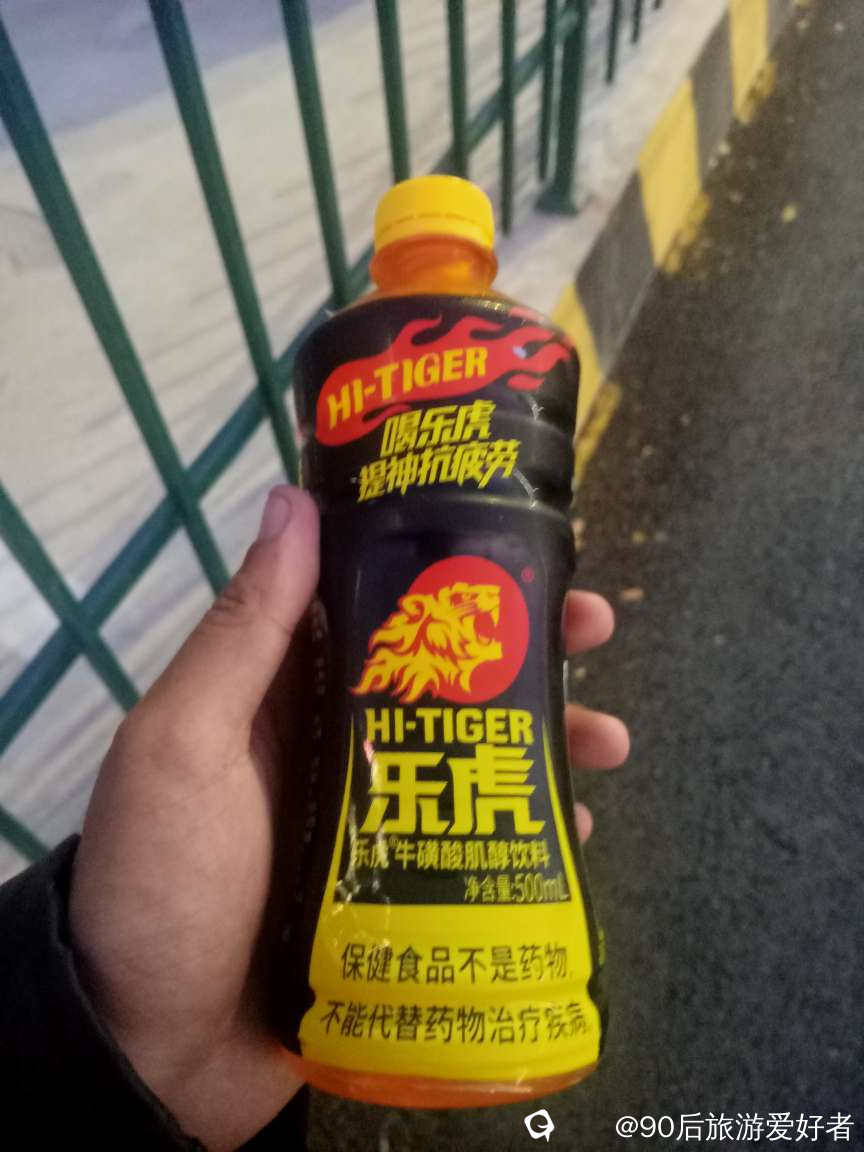 HI-TIGER
喝乐虎
提神抗疲劳
®
HI-TIGER
乐虎
乐虎®牛磺酸肌醇饮料
净含量:500mL
保健食品不是药物,
不能代替药物治疗疾病。
@90后旅游爱好者